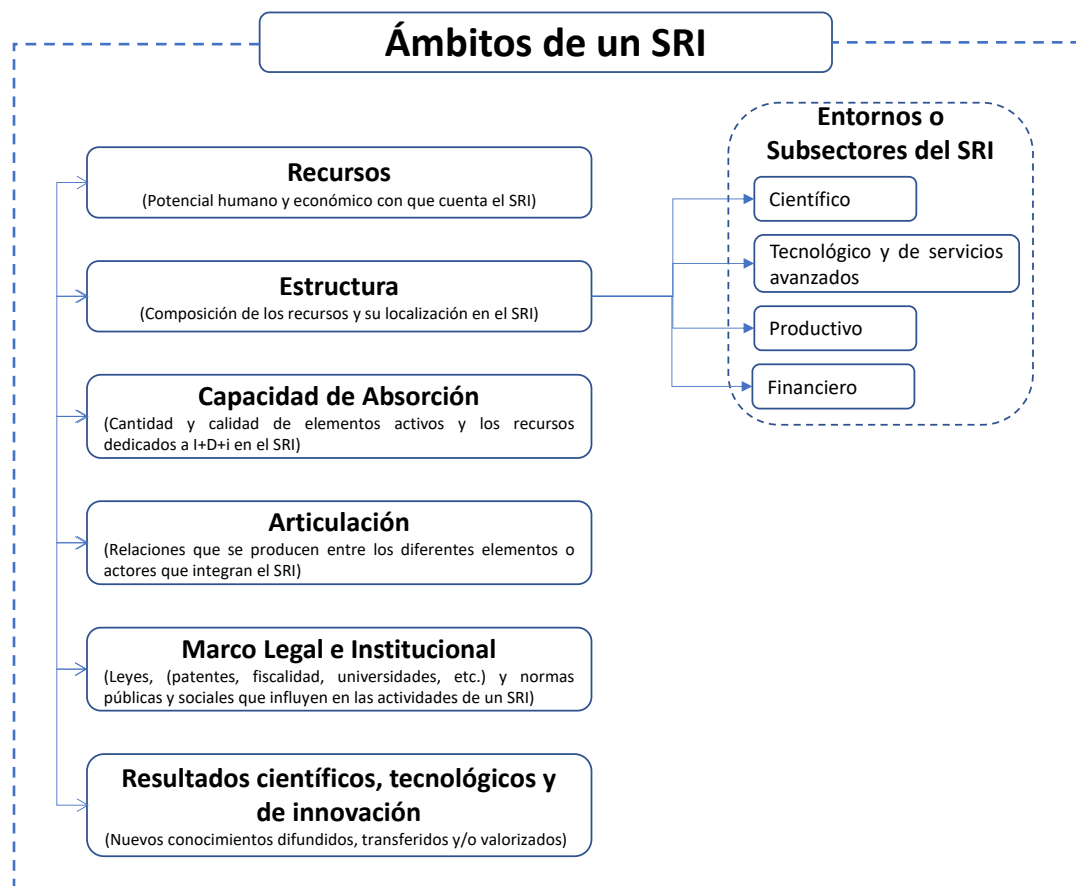 Ámbitos de un SRI
Recursos
(Potencial humano y económico con que cuenta el SRI)
Estructura
(Composición de los recursos y su localización en el SRI)
Capacidad de Absorción
(Cantidad y calidad de elementos activos y los recursos
dedicados a I+D+i en el SRI)
Articulación
(Relaciones que se producen entre los diferentes elementos o
actores que integran el SRI)
Marco Legal e Institucional
(Leyes, (patentes, fiscalidad, universidades, etc.) y normas
públicas y sociales que influyen en las actividades de un SRI)
Resultados científicos, tecnológicos y
de innovación
(Nuevos conocimientos difundidos, transferidos y/o valorizados)
Entornos o
Subsectores del SRI
Científico
Tecnológico y de servicios
avanzados
Productivo
Financiero